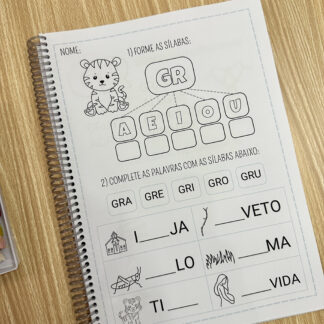 NOME:
1) FORME AS SÍLABAS:
GR
A E I O U
2) COMPLETE AS PALAVRAS COM AS SÍLABAS ABAIXO:
GRA GRE GRI GRO GRU
I___JA ___VETO
___LO ___MA
TI___ ___VIDA